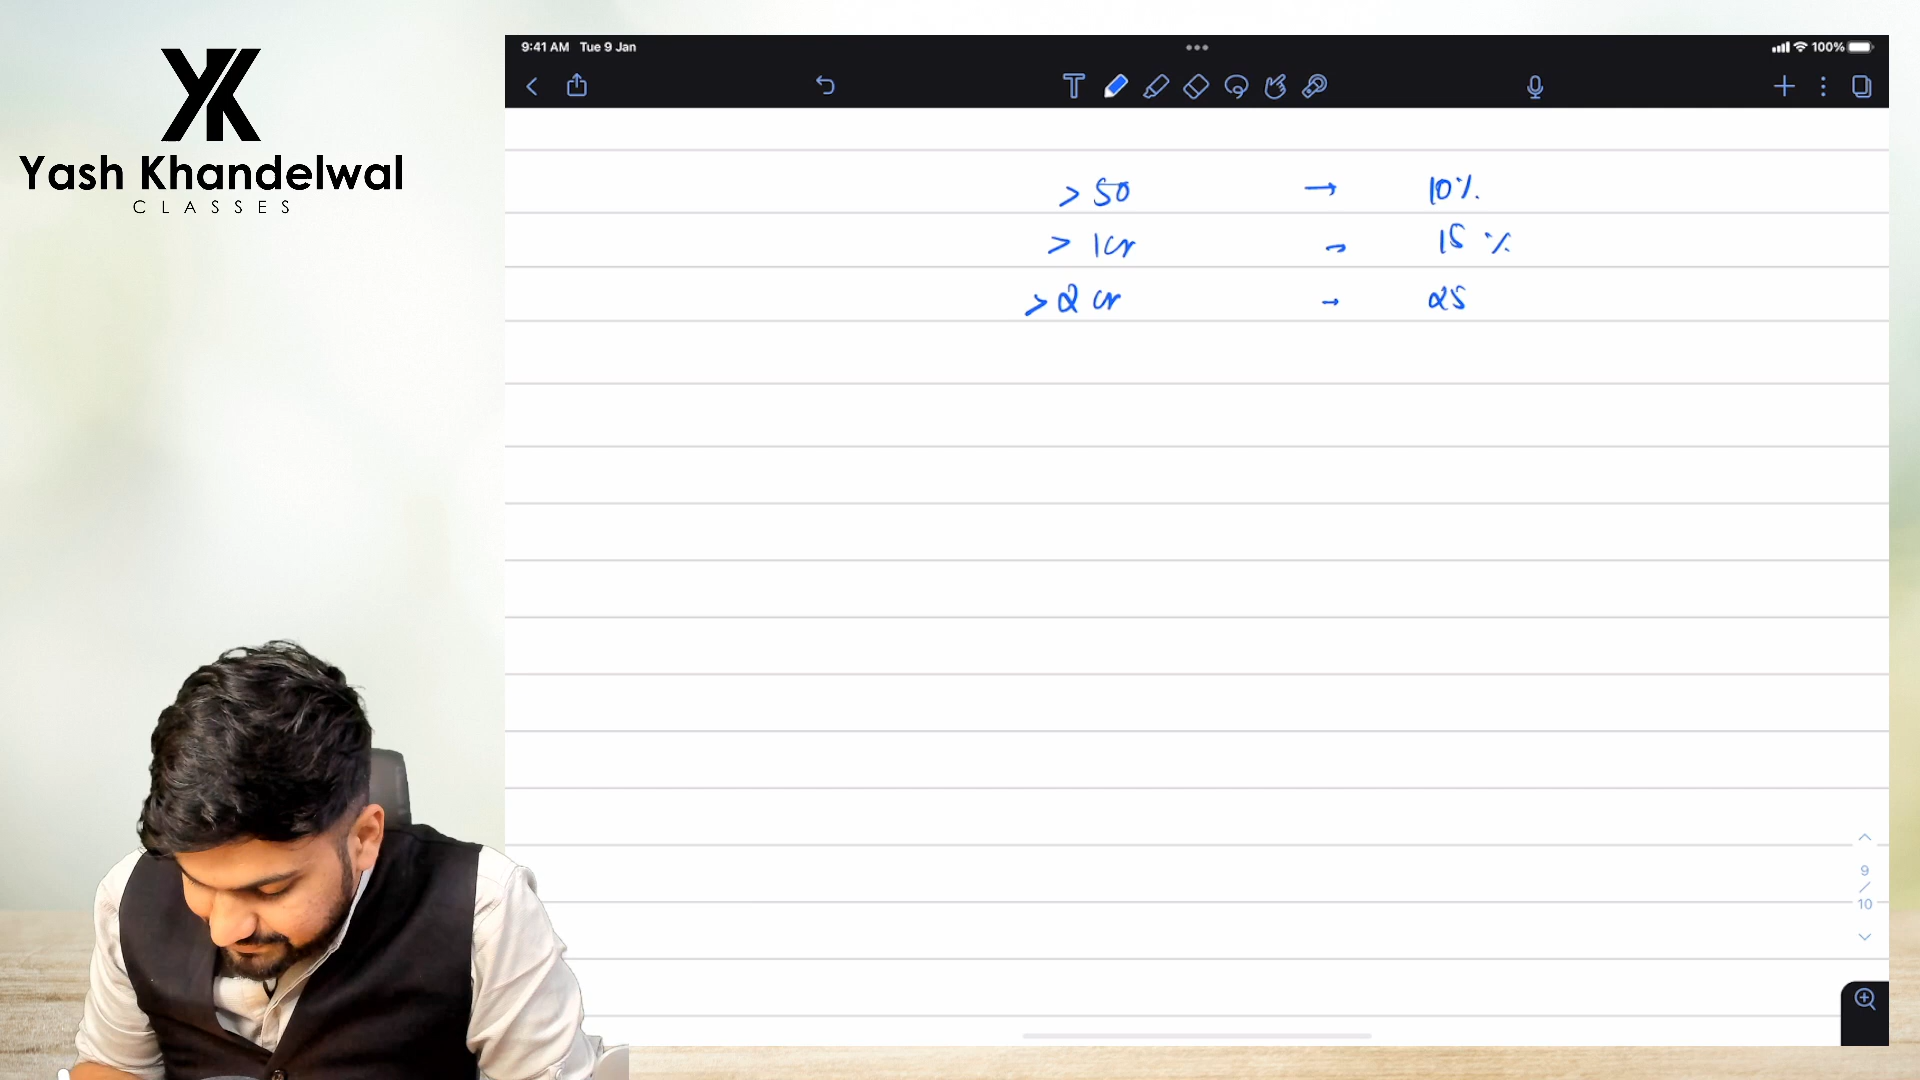 Yash Khandelwal
CLASSES
9:41 AM Tue 9 Jan
100%
> 50 → 10%
> 1cr → 15 %
> 2 cr → 25
9
/
10